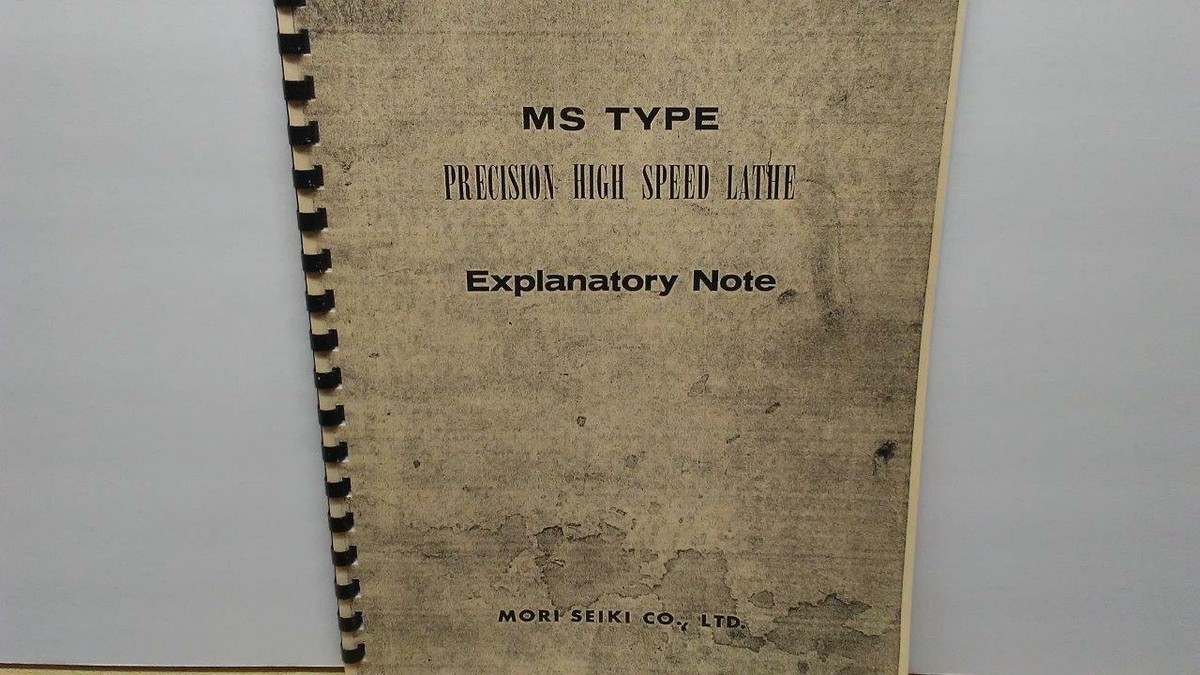 MS TYPE
PRECISION HIGH SPEED LATHE
Explanatory Note
MORI SEIKI CO., LTD.